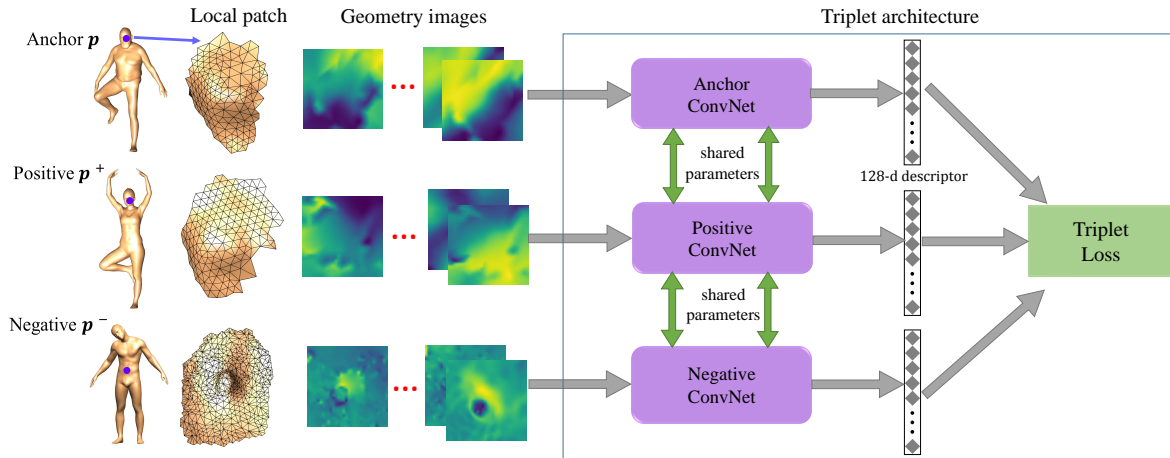 Local patch
Geometry images
Triplet architecture
Anchor p
Anchor
ConvNet
shared
parameters
128-d descriptor
Positive p +
Positive
ConvNet
Triplet
Loss
shared
parameters
Negative p −
Negative
ConvNet